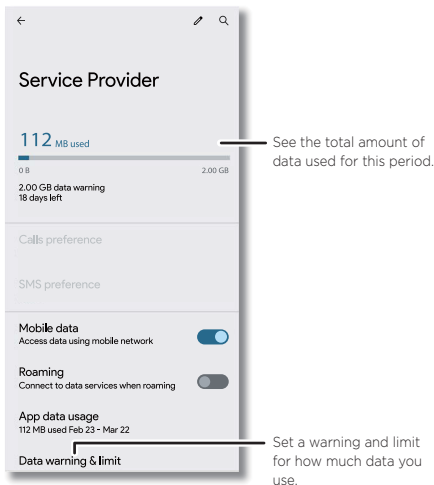 Service Provider
112 MB used
0 B 2.00 GB
2.00 GB data warning
18 days left
Calls preference
SMS preference
Mobile data
Access data using mobile network
Roaming
Connect to data services when roaming
App data usage
112 MB used Feb 23 - Mar 22
Data warning & limit
See the total amount of
data used for this period.
Set a warning and limit
for how much data you
use.